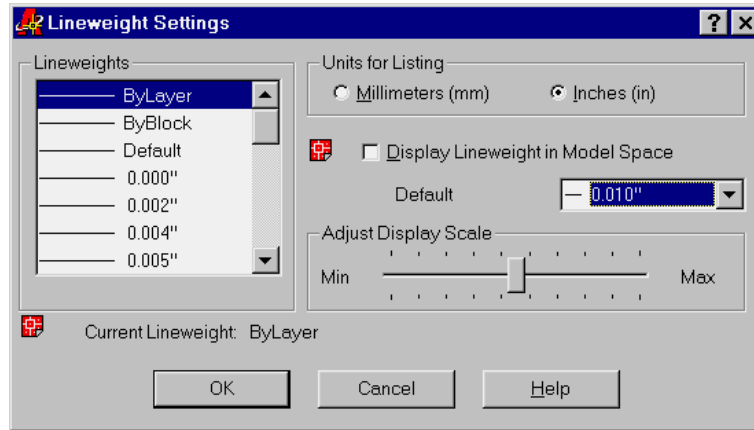 Lineweight Settings
Lineweights
ByLayer
ByBlock
Default
0.000"
0.002"
0.004"
0.005"
Units for Listing
Millimeters (mm)
Inches (in)
Display Lineweight in Model Space
Default
0.010"
Adjust Display Scale
Min
Max
Current Lineweight: ByLayer
OK
Cancel
Help